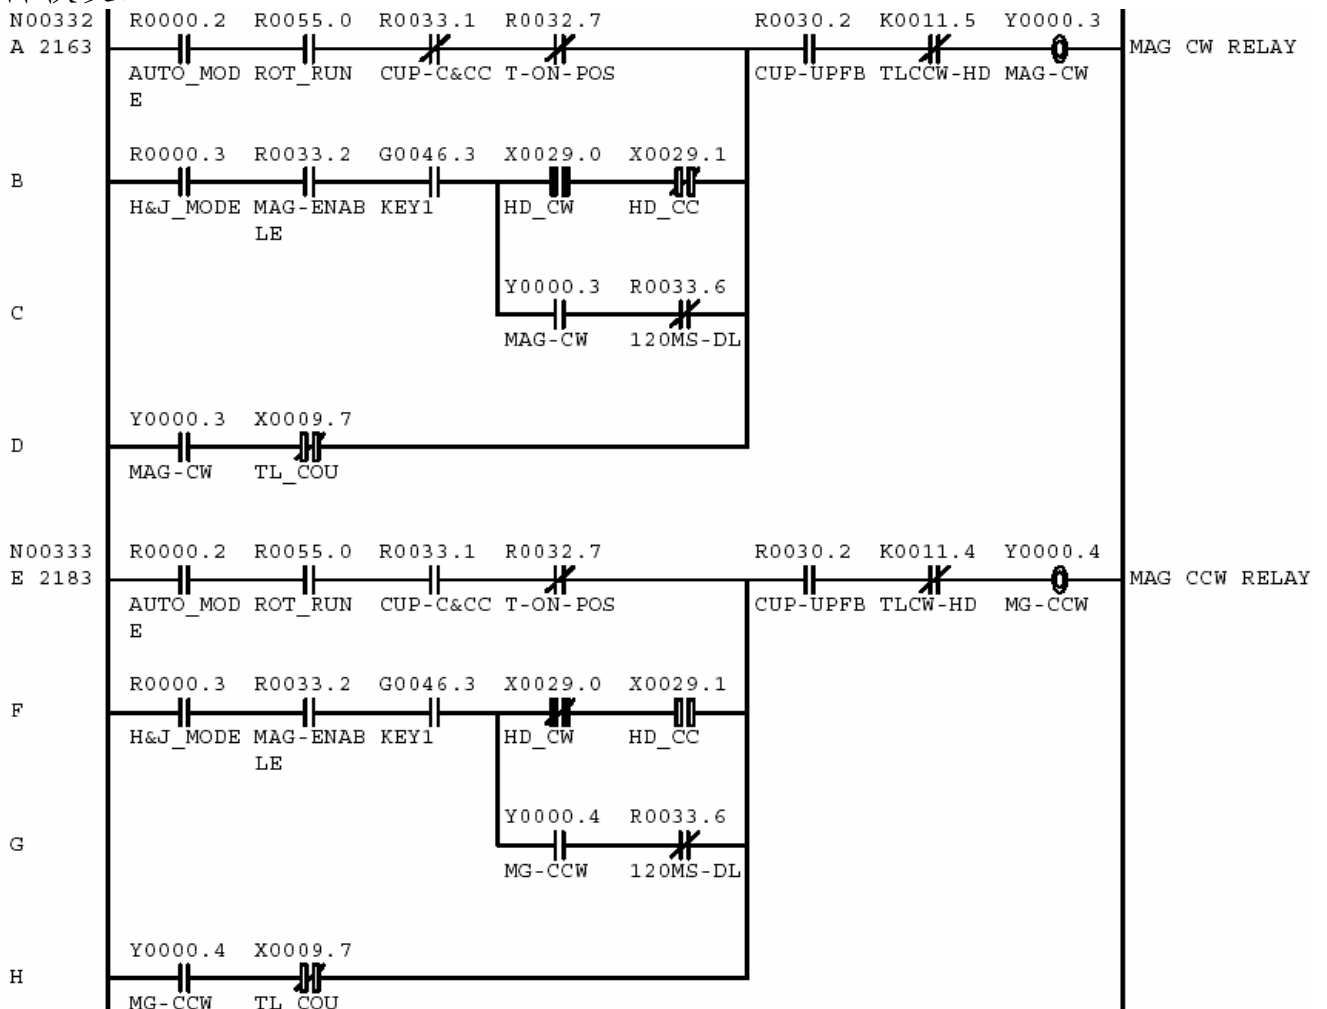 N00332 R0000.2 R0055.0 R0033.1 R0032.7 R0030.2 K0011.5 Y0000.3
A 2163 MAG CW RELAY
AUTO_MOD ROT_RUN CUP-C&CC T-ON-POS CUP-UPFB TLCCW-HD MAG-CW
E
R0000.3 R0033.2 G0046.3 X0029.0 X0029.1
B
H&J_MODE MAG-ENAB KEY1 HD_CW HD_CC
LE
Y0000.3 R0033.6
C
MAG-CW 120MS-DL
Y0000.3 X0009.7
D
MAG-CW TL_COU
N00333 R0000.2 R0055.0 R0033.1 R0032.7 R0030.2 K0011.4 Y0000.4
E 2183 MAG CCW RELAY
AUTO_MOD ROT_RUN CUP-C&CC T-ON-POS CUP-UPFB TLCW-HD MG-CCW
E
R0000.3 R0033.2 G0046.3 X0029.0 X0029.1
F
H&J_MODE MAG-ENAB KEY1 HD_CW HD_CC
LE
Y0000.4 R0033.6
G
MG-CCW 120MS-DL
Y0000.4 X0009.7
H
MG-CCW TL_COU